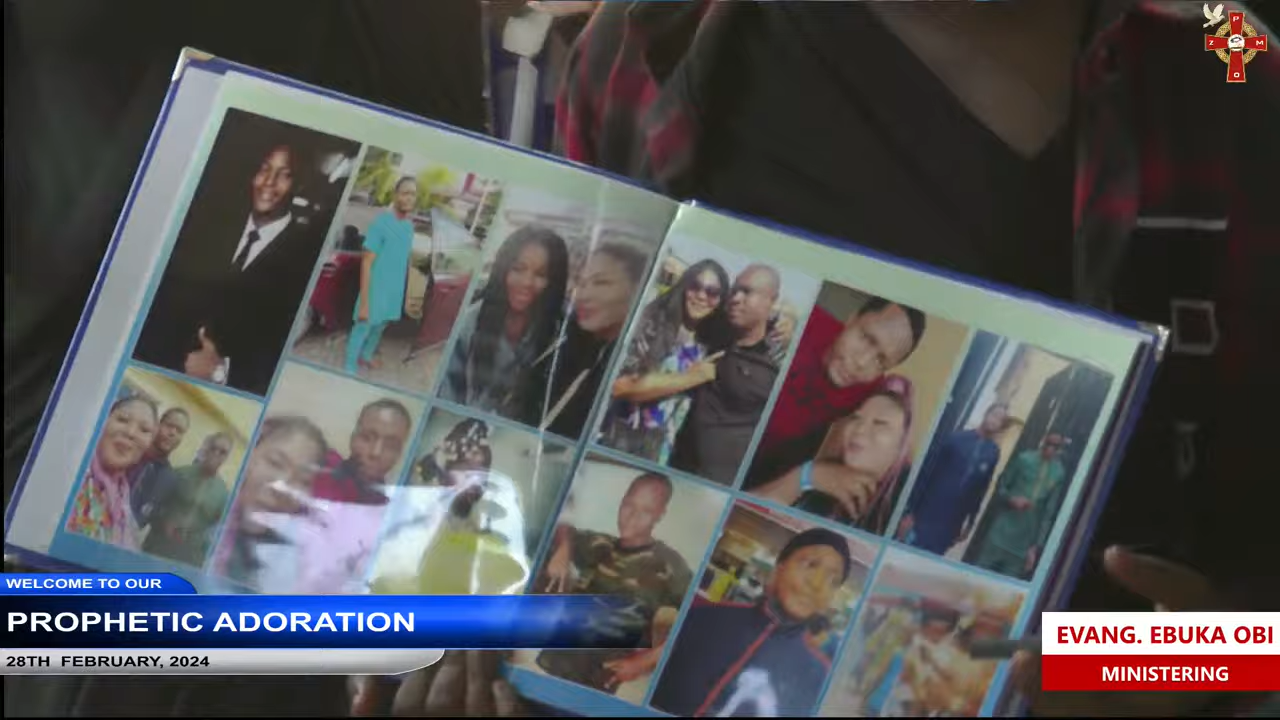 P
Z M
O
WELCOME TO OUR
PROPHETIC ADORATION
28TH FEBRUARY, 2024
EVANG. EBUKA OBI
MINISTERING